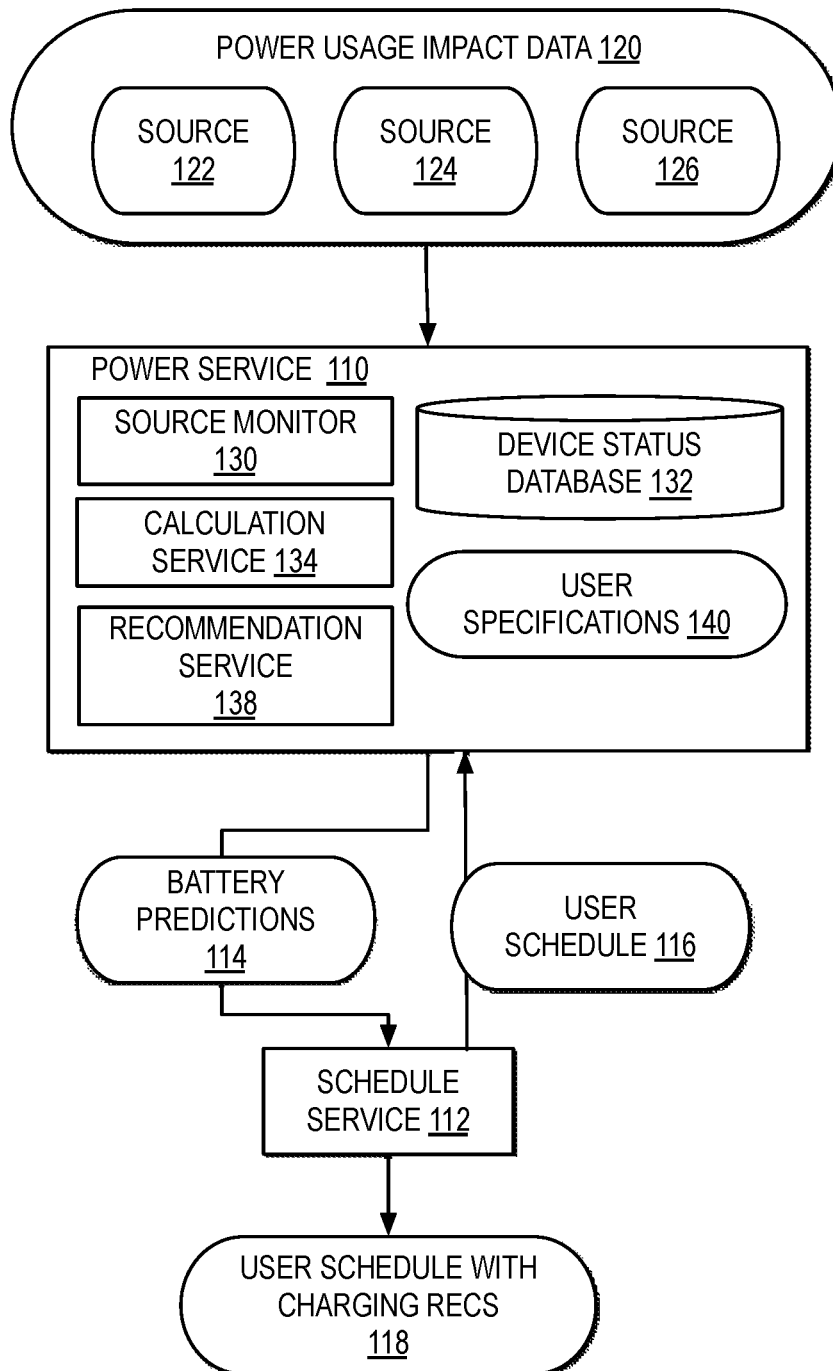 POWER USAGE IMPACT DATA 120
SOURCE
122
SOURCE
124
SOURCE
126
POWER SERVICE 110
SOURCE MONITOR
130
DEVICE STATUS
DATABASE 132
CALCULATION
SERVICE 134
USER
SPECIFICATIONS 140
RECOMMENDATION
SERVICE
138
BATTERY
PREDICTIONS
114
USER
SCHEDULE 116
SCHEDULE
SERVICE 112
USER SCHEDULE WITH
CHARGING RECS
118